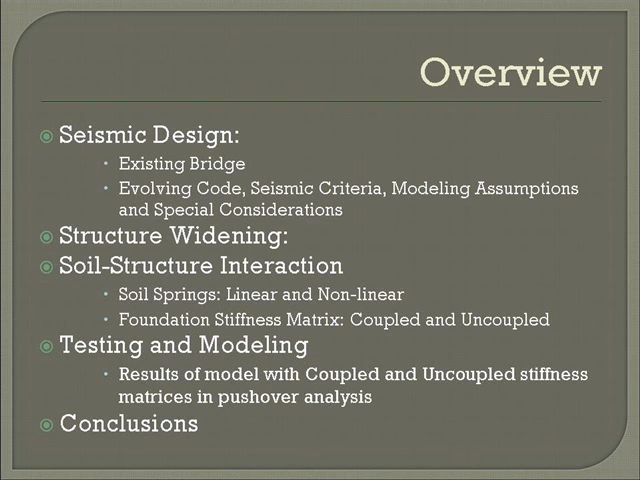 Overview
Seismic Design:
Existing Bridge
Evolving Code, Seismic Criteria, Modeling Assumptions
and Special Considerations
Structure Widening:
Soil-Structure Interaction
Soil Springs: Linear and Non-linear
Foundation Stiffness Matrix: Coupled and Uncoupled
Testing and Modeling
Results of model with Coupled and Uncoupled stiffness
matrices in pushover analysis
Conclusions